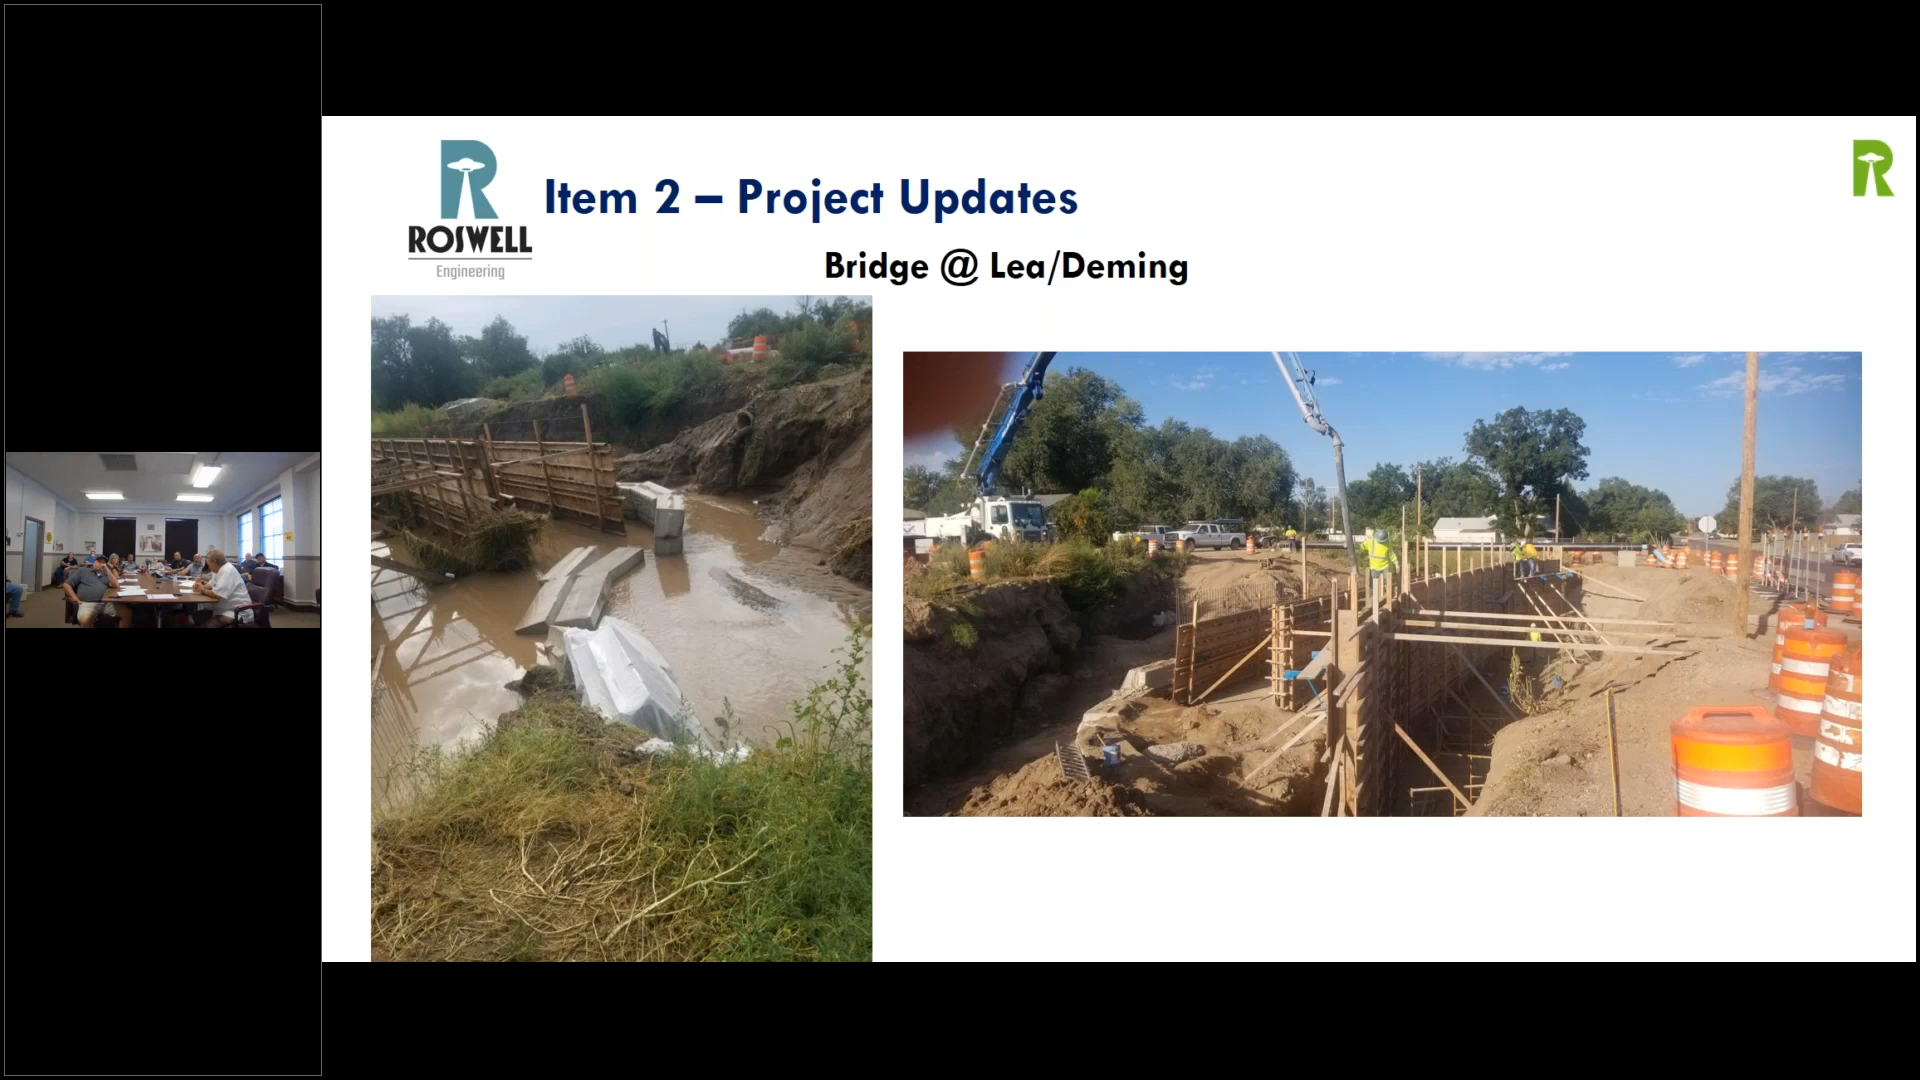 ROSWELL
Engineering
Item 2 – Project Updates
Bridge @ Lea/Deming